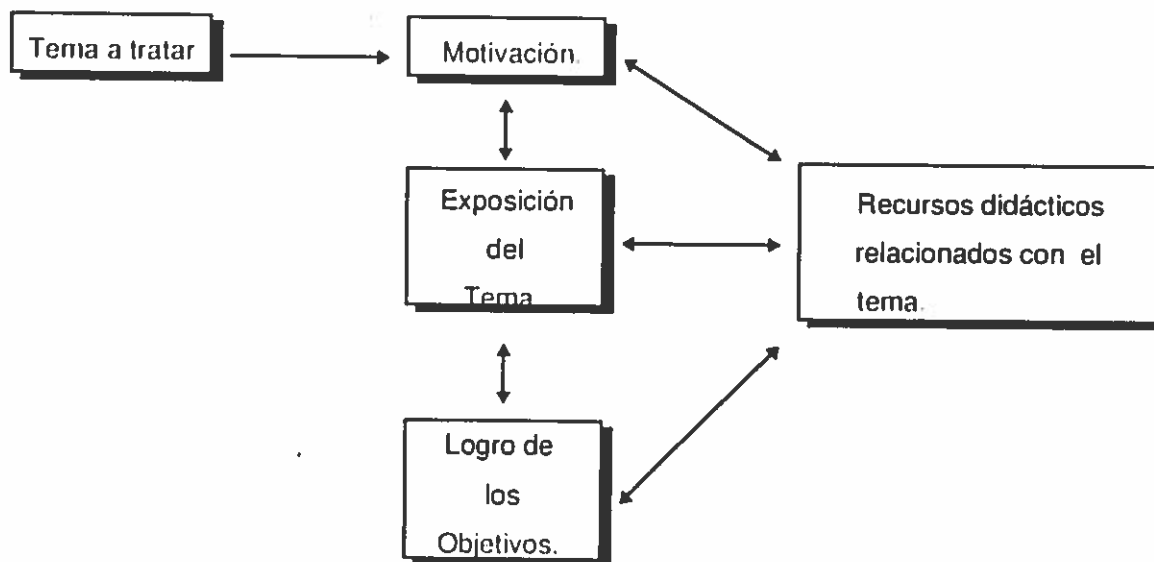 Tema a tratar
Motivación.
Exposición
del
Tema
Recursos didácticos
relacionados con el
tema.
Logro de
los
Objetivos.